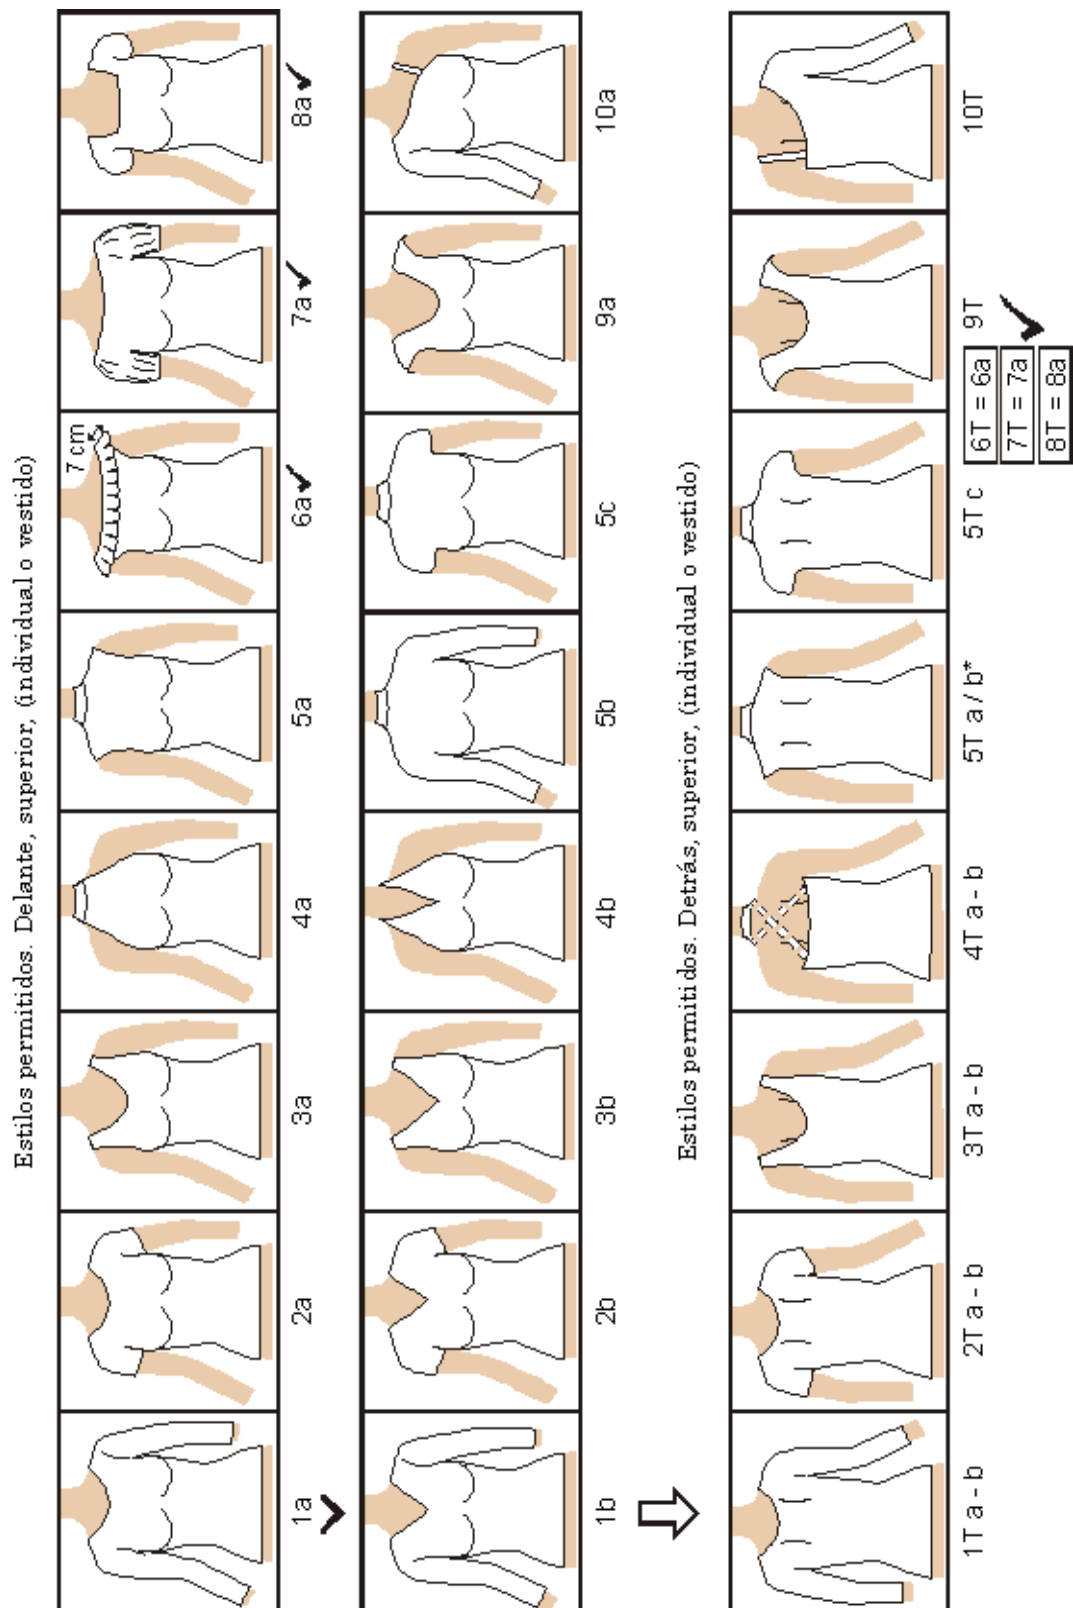 Estilos permitidos. Delante, superior, (individual o vestido)
7 cm
1a 2a 3a 4a 5a 6a 7a 8a
1b 2b 3b 4b 5b 5c 9a 10a
Estilos permitidos. Detrás, superior, (individual o vestido)
1T a - b 2T a - b 3T a - b 4T a - b 5T a / b* 5T c 9T 10T
6T = 6a
7T = 7a
8T = 8a